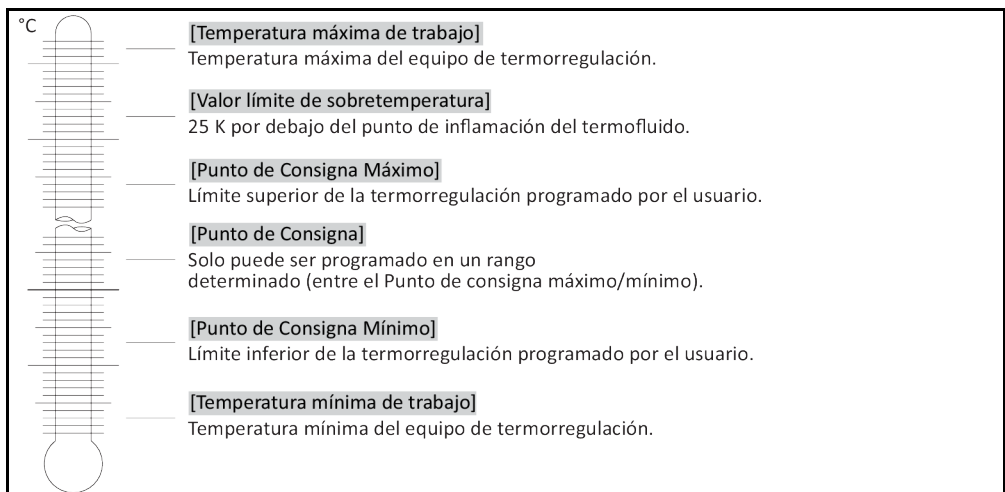 °C
[Temperatura máxima de trabajo]
Temperatura máxima del equipo de termorregulación.
[Valor límite de sobretemperatura]
25 K por debajo del punto de inflamación del termofluido.
[Punto de Consigna Máximo]
Límite superior de la termorregulación programado por el usuario.
[Punto de Consigna]
Solo puede ser programado en un rango
determinado (entre el Punto de consigna máximo/mínimo).
[Punto de Consigna Mínimo]
Límite inferior de la termorregulación programado por el usuario.
[Temperatura mínima de trabajo]
Temperatura mínima del equipo de termorregulación.